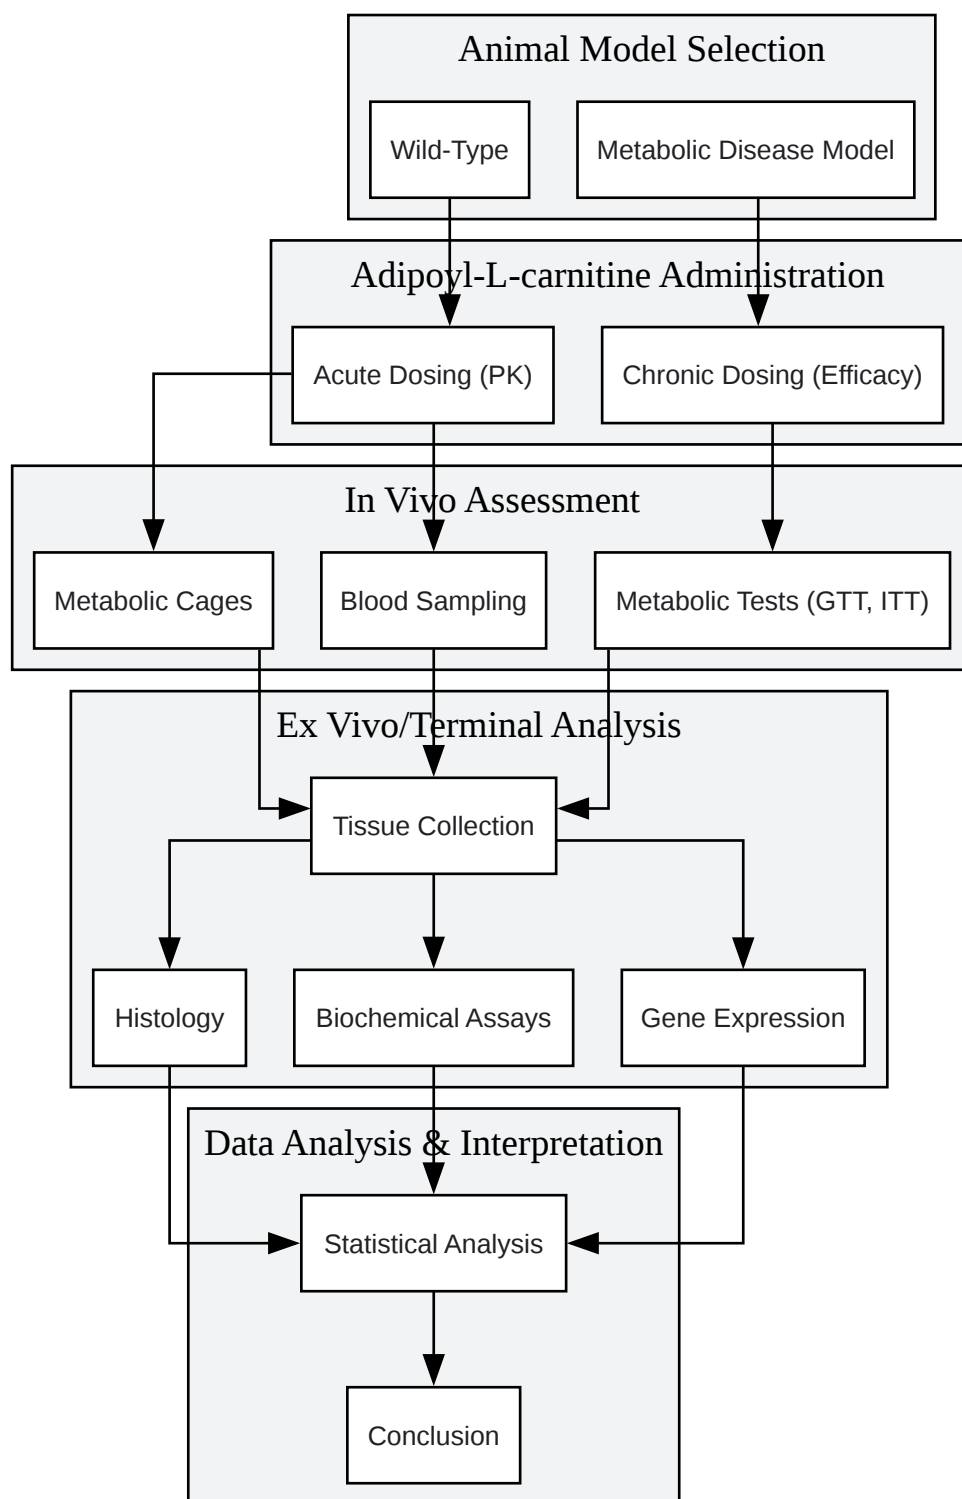 Animal Model Selection
Wild-Type
Metabolic Disease Model
Adipoyl-L-carnitine Administration
Acute Dosing (PK)
Chronic Dosing (Efficacy)
In Vivo Assessment
Metabolic Cages
Blood Sampling
Metabolic Tests (GTT, ITT)
Ex Vivo/Terminal Analysis
Tissue Collection
Histology
Biochemical Assays
Gene Expression
Data Analysis & Interpretation
Statistical Analysis
Conclusion